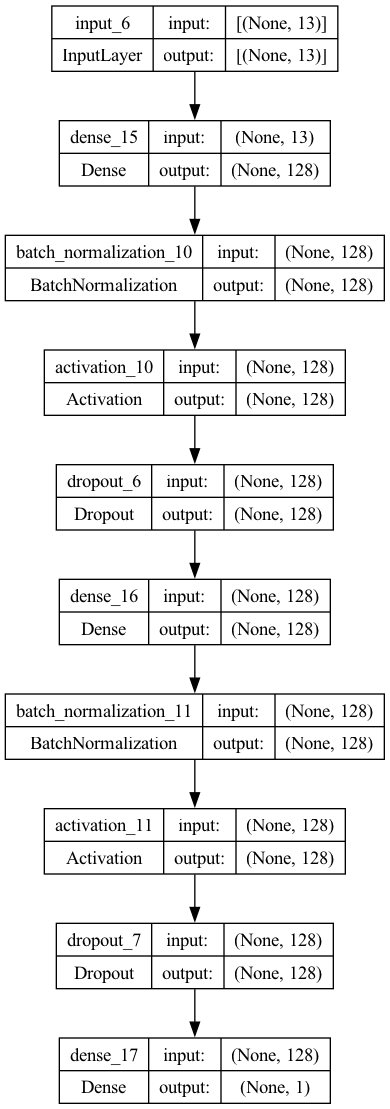 input_6 input: [(None, 13)]
InputLayer output: [(None, 13)]
dense_15 input: (None, 13)
Dense output: (None, 128)
batch_normalization_10 input: (None, 128)
BatchNormalization output: (None, 128)
activation_10 input: (None, 128)
Activation output: (None, 128)
dropout_6 input: (None, 128)
Dropout output: (None, 128)
dense_16 input: (None, 128)
Dense output: (None, 128)
batch_normalization_11 input: (None, 128)
BatchNormalization output: (None, 128)
activation_11 input: (None, 128)
Activation output: (None, 128)
dropout_7 input: (None, 128)
Dropout output: (None, 128)
dense_17 input: (None, 128)
Dense output: (None, 1)